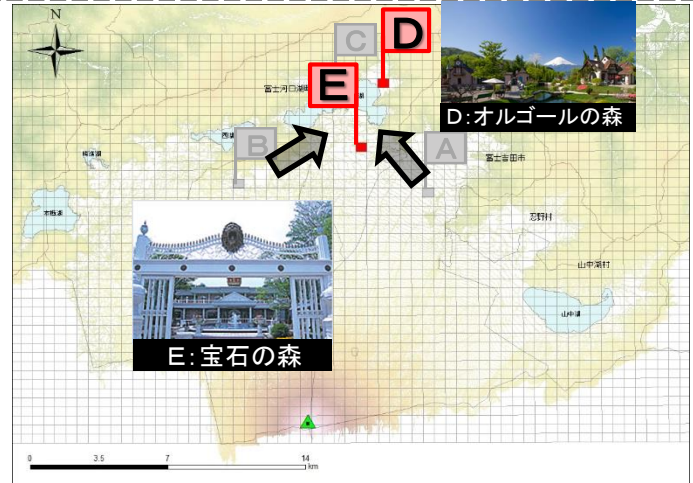 N
C
D
富士河口湖町
湖
E
D:オルゴールの森
西湖
B
A
精進湖
富士吉田市
本栖湖
忍野村
山中湖村
山中湖
E:宝石の森
0 3.5 7 14
km